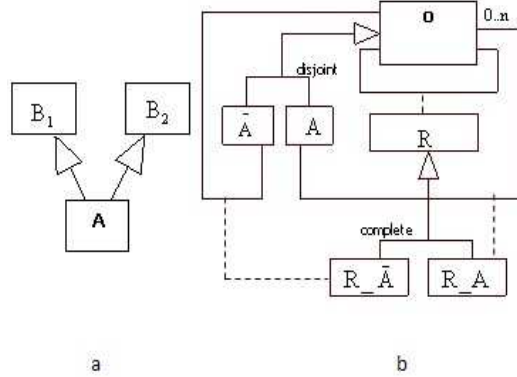 O
0..n
disjoint
B₁
B₂
Ā
A
R
A
complete
R_Ā
R_A
a
b